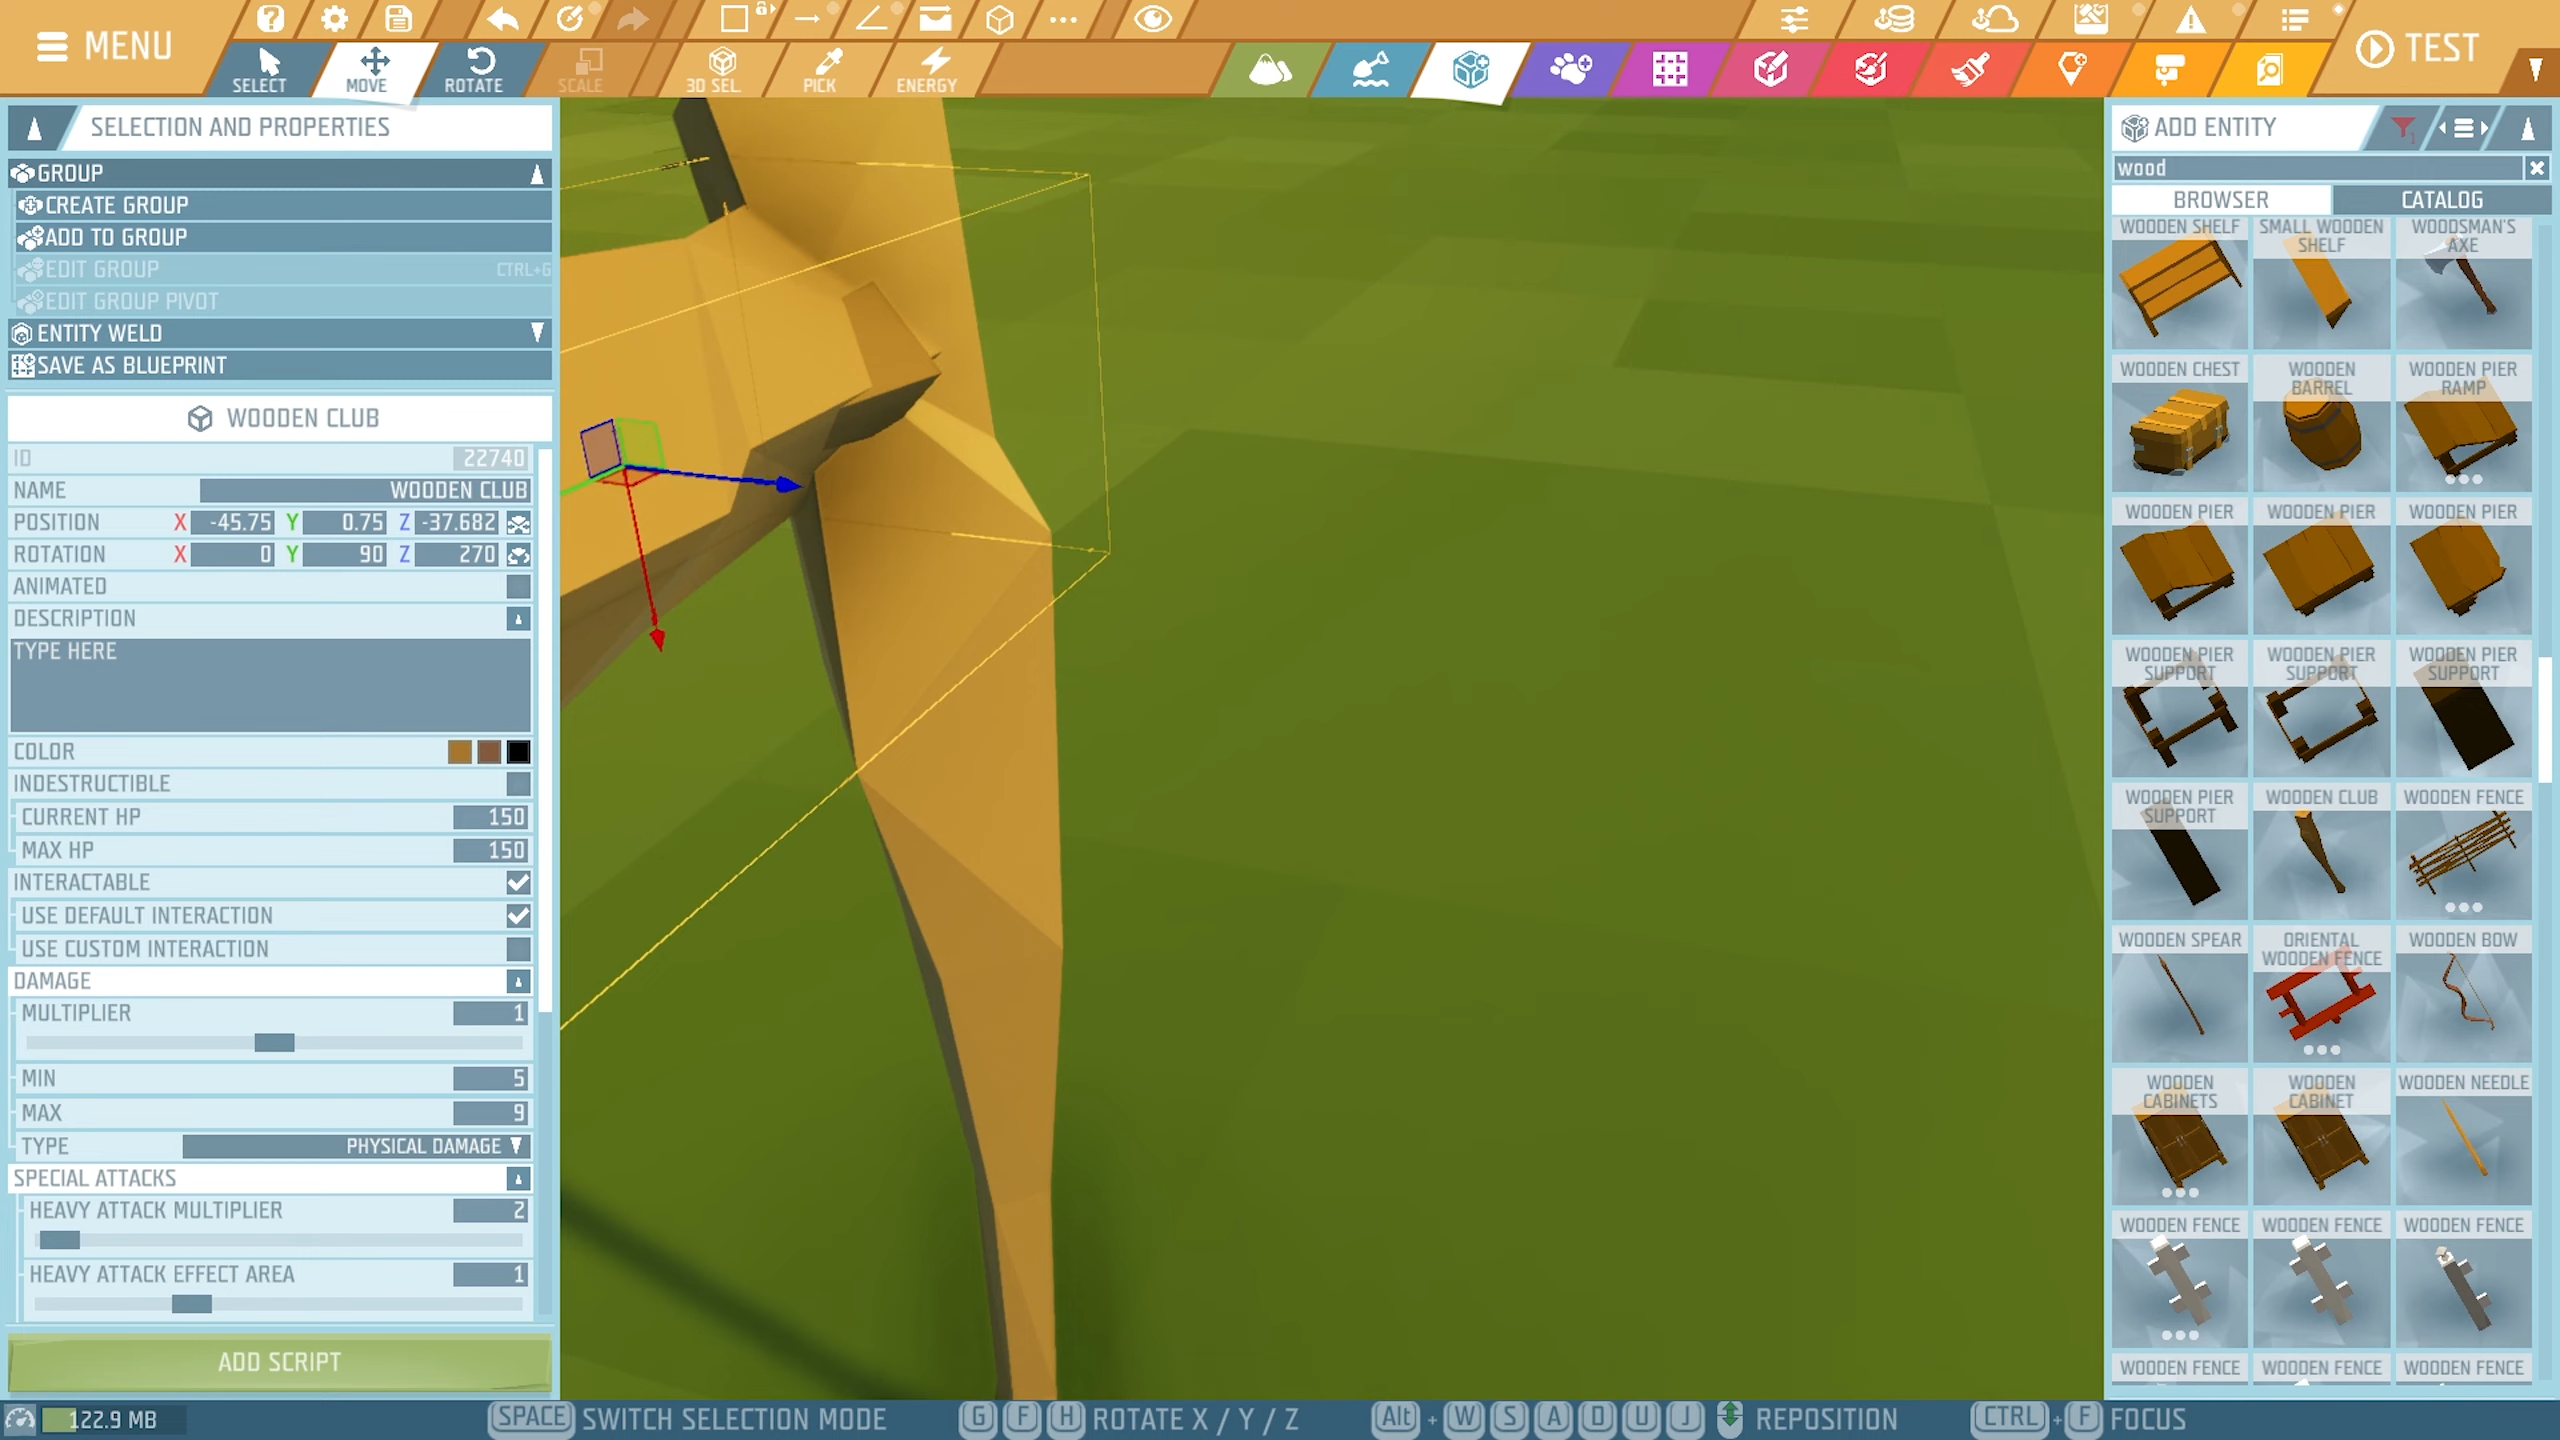 MENU
SELECT
MOVE
ROTATE
SCALE
3D SEL.
PICK
ENERGY
TEST
SELECTION AND PROPERTIES
GROUP
CREATE GROUP
ADD TO GROUP
EDIT GROUP CTRL+G
EDIT GROUP PIVOT
ENTITY WELD
SAVE AS BLUEPRINT
WOODEN CLUB
ID 22740
NAME WOODEN CLUB
POSITION X -45.75 Y 0.75 Z -37.682
ROTATION X 0 Y 90 Z 270
ANIMATED
DESCRIPTION
TYPE HERE
COLOR
INDESTRUCTIBLE
CURRENT HP 150
MAX HP 150
INTERACTABLE
USE DEFAULT INTERACTION
USE CUSTOM INTERACTION
DAMAGE
MULTIPLIER 1
MIN 5
MAX 9
TYPE PHYSICAL DAMAGE
SPECIAL ATTACKS
HEAVY ATTACK MULTIPLIER 2
HEAVY ATTACK EFFECT AREA 1
ADD SCRIPT
ADD ENTITY
1
wood
BROWSER CATALOG
WOODEN SHELF
SMALL WOODEN
SHELF
WOODSMAN'S
AXE
WOODEN CHEST
WOODEN
BARREL
WOODEN PIER
RAMP
WOODEN PIER
WOODEN PIER
WOODEN PIER
WOODEN PIER
SUPPORT
WOODEN PIER
SUPPORT
WOODEN PIER
SUPPORT
WOODEN PIER
SUPPORT
WOODEN CLUB
WOODEN FENCE
WOODEN SPEAR
ORIENTAL
WOODEN FENCE
WOODEN BOW
WOODEN
CABINETS
WOODEN
CABINET
WOODEN NEEDLE
WOODEN FENCE
WOODEN FENCE
WOODEN FENCE
WOODEN FENCE
WOODEN FENCE
WOODEN FENCE
122.9 MB
SPACE SWITCH SELECTION MODE
G F H ROTATE X / Y / Z
Alt + W S A D U J REPOSITION
CTRL + F FOCUS